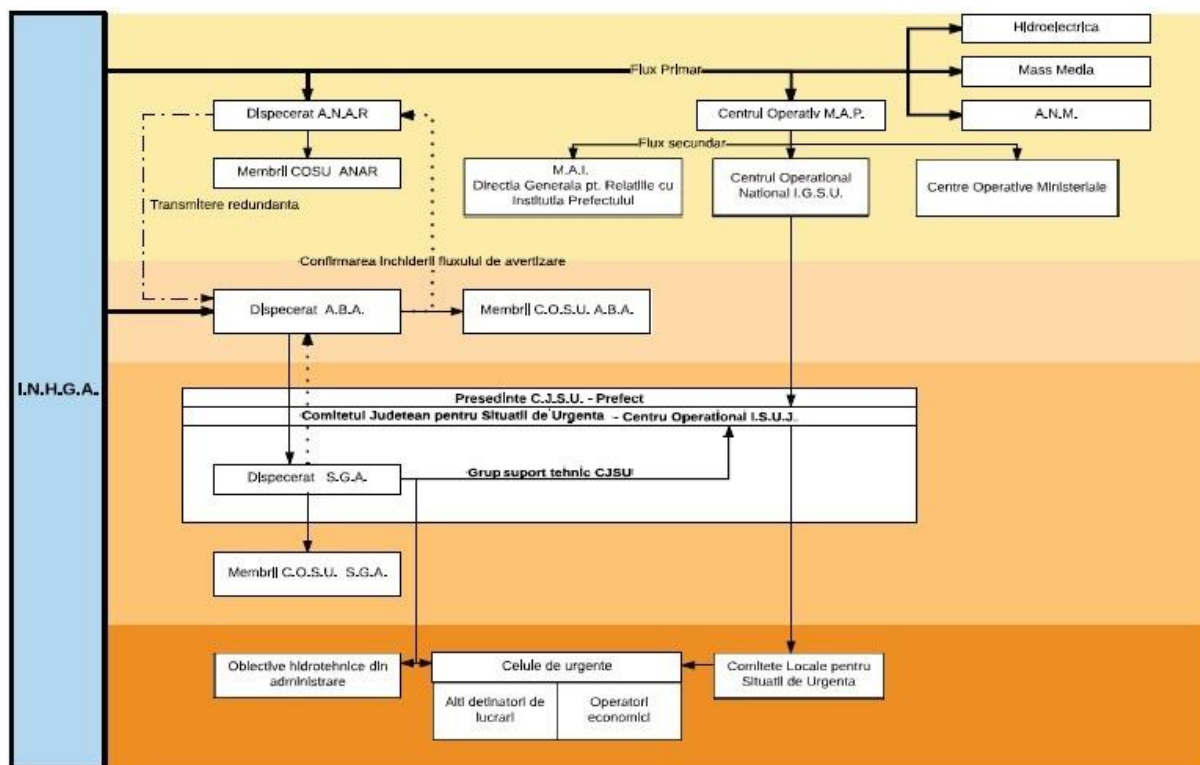 Hidroelectrica
Flux Primar
Mass Media
Dispecerat A.N.A.R
Centrul Operativ M.A.P.
A.N.M.
Flux secundar
Membrii COSU ANAR
M.A.I.
Directia Generala pt. Relatiile cu
Institutia Prefectului
Centrul Operational
National I.G.S.U.
Centre Operative Ministeriale
Transmitere redundanta
Confirmarea inchiderii fluxului de avertizare
Dispecerat A.B.A.
Membrii C.O.S.U. A.B.A.
I.N.H.G.A.
Presedinte C.J.S.U. - Prefect
Comitetul Judetean pentru Situatii de Urgenta - Centru Operational I.S.U.J.
Dispecerat S.G.A.
Grup suport tehnic CJSU
Membrii C.O.S.U. S.G.A.
Obiective hidrotehnice din
administrare
Celule de urgente
Comitete Locale pentru
Situatii de Urgenta
Alti detinatori de
lucrari
Operatori
economici